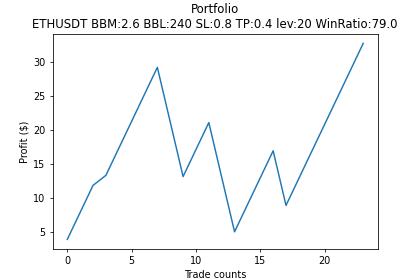 Portfolio
ETHUSDT BBM:2.6 BBL:240 SL:0.8 TP:0.4 lev:20 WinRatio:79.0
Profit ($)
30
25
20
15
10
5
0
5
10
15
20
Trade counts